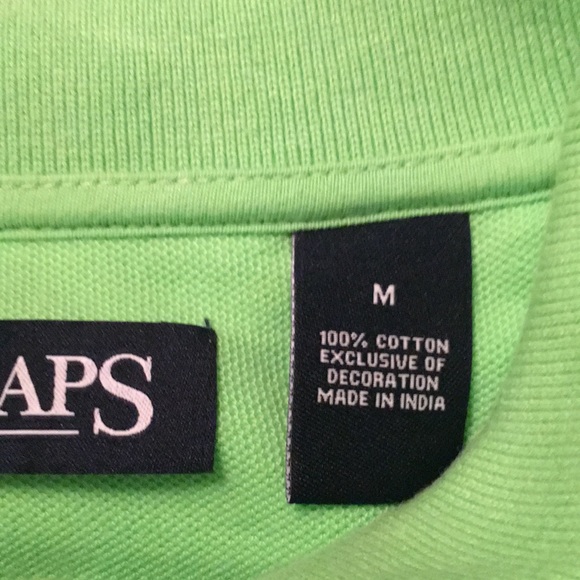 APS
M
100% COTTON
EXCLUSIVE OF
DECORATION
MADE IN INDIA